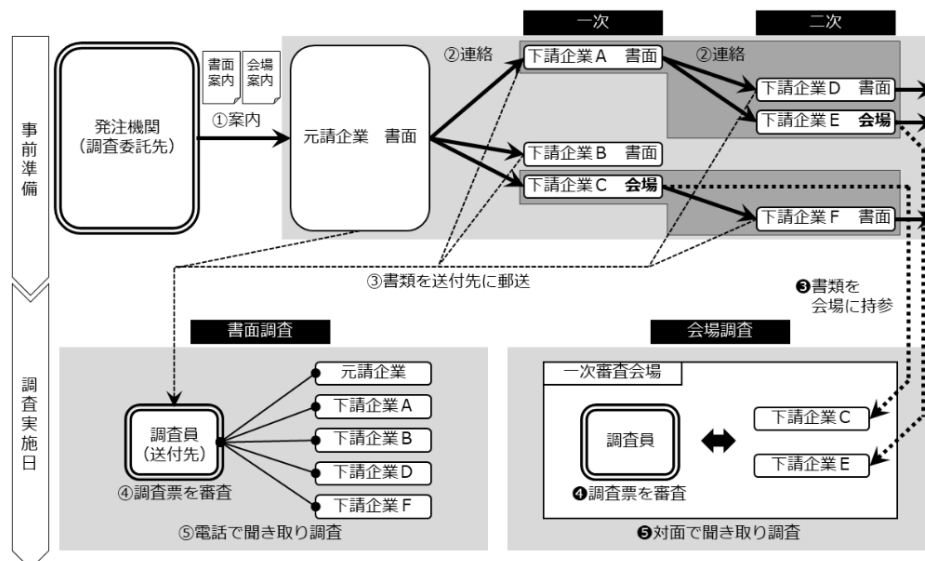 一次
二次
事前準備
発注機関
（調査委託先）
書面
案内
会場
案内
①案内
元請企業　書面
②連絡
下請企業Ａ　書面
②連絡
下請企業Ｄ　書面
下請企業Ｅ　会場
下請企業Ｂ　書面
下請企業Ｃ　会場
下請企業Ｆ　書面
③書類を送付先に郵送
❸書類を
会場に持参
調査実施日
書面調査
元請企業
下請企業Ａ
下請企業Ｂ
下請企業Ｄ
下請企業Ｆ
調査員
（送付先）
④調査票を審査
⑤電話で聞き取り調査
会場調査
一次審査会場
調査員
下請企業Ｃ
下請企業Ｅ
❹調査票を審査
❺対面で聞き取り調査